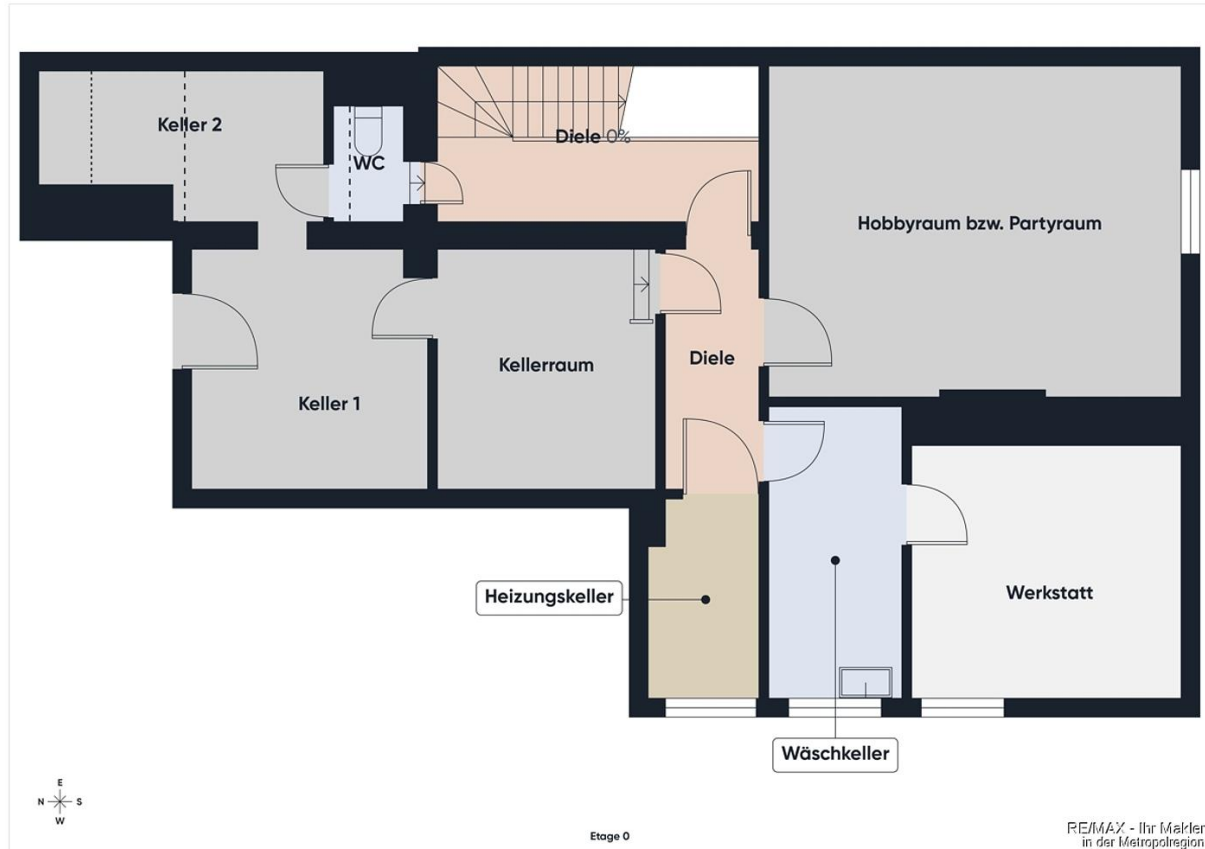 Keller 2
WC
Diele 0%
Hobbyraum bzw. Partyraum
Diele
Kellerraum
Keller 1
Heizungskeller
Werkstatt
Wäschkeller
E
N S
W
Etage 0
RE/MAX - Ihr Makler
in der Metropolregion